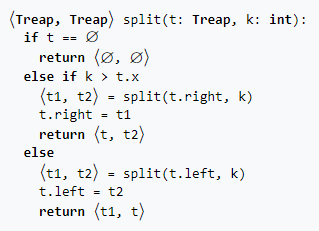 ⟨Treap, Treap⟩ split(t: Treap, k: int):
  if t == ∅
    return ⟨∅, ∅⟩
  else if k > t.x
    ⟨t1, t2⟩ = split(t.right, k)
    t.right = t1
    return ⟨t, t2⟩
  else
    ⟨t1, t2⟩ = split(t.left, k)
    t.left = t2
    return ⟨t1, t⟩